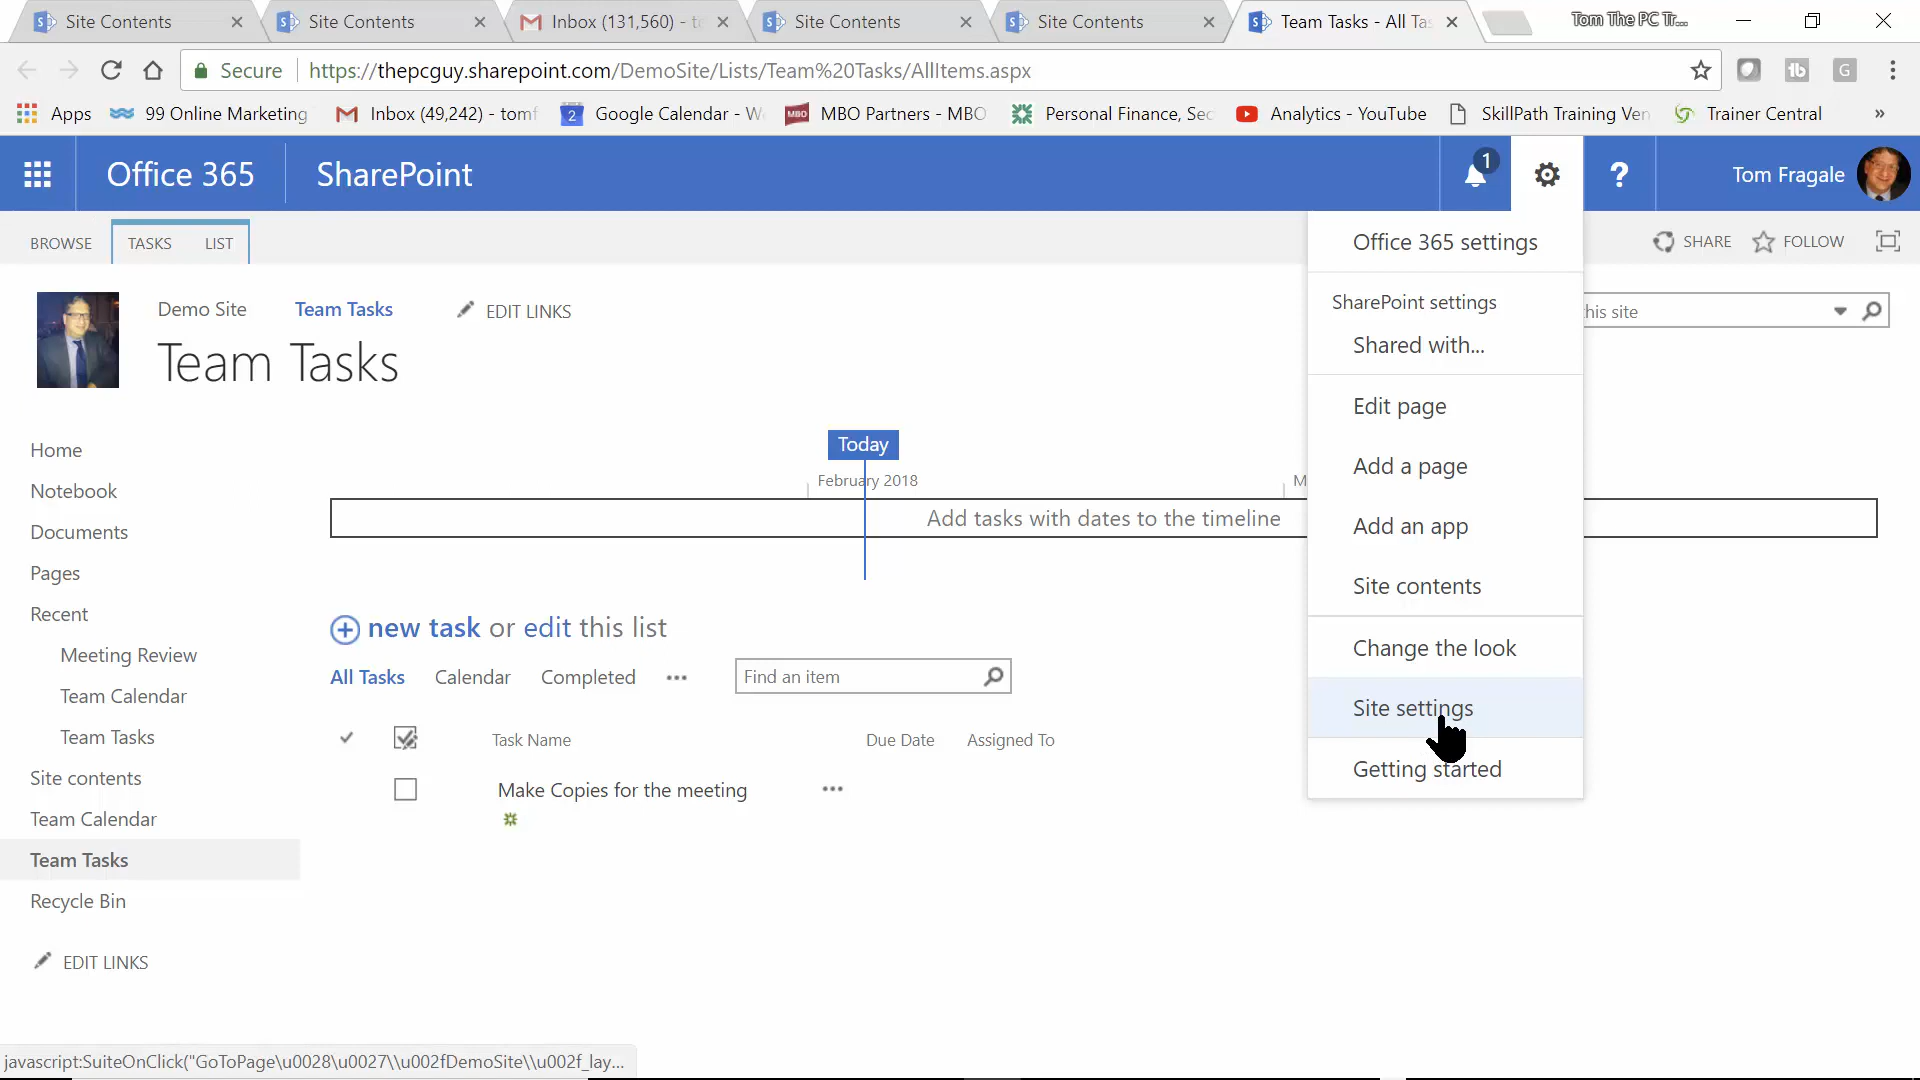 Site Contents
Site Contents
Inbox (131,560) - t
Site Contents
Site Contents
Team Tasks - All Tas
Tom The PC Tr...
Secure
https://thepcguy.sharepoint.com/DemoSite/Lists/Team%20Tasks/AllItems.aspx
tb
G
Apps
99 Online Marketing
Inbox (49,242) - tomf
2
Google Calendar - W
MBO
MBO Partners - MBO
Personal Finance, Sec
Analytics - YouTube
SkillPath Training Ven
Trainer Central
»
Office 365
SharePoint
1
?
Tom Fragale
BROWSE
TASKS
LIST
Office 365 settings
SHARE
FOLLOW
Demo Site
Team Tasks
EDIT LINKS
SharePoint settings
his site
Shared with...
Team Tasks
Edit page
Home
Today
Add a page
February 2018
M
Notebook
Add tasks with dates to the timeline
Add an app
Documents
Pages
Site contents
Recent
new task or edit this list
Change the look
Meeting Review
All Tasks
Calendar
Completed
...
Find an item
Team Calendar
Site settings
Team Tasks
Task Name
Due Date
Assigned To
Getting started
Site contents
Make Copies for the meeting
...
Team Calendar
Team Tasks
Recycle Bin
EDIT LINKS
javascript:SuiteOnClick("GoToPage\u0028\u0027\\u002fDemoSite\\u002f_lay...